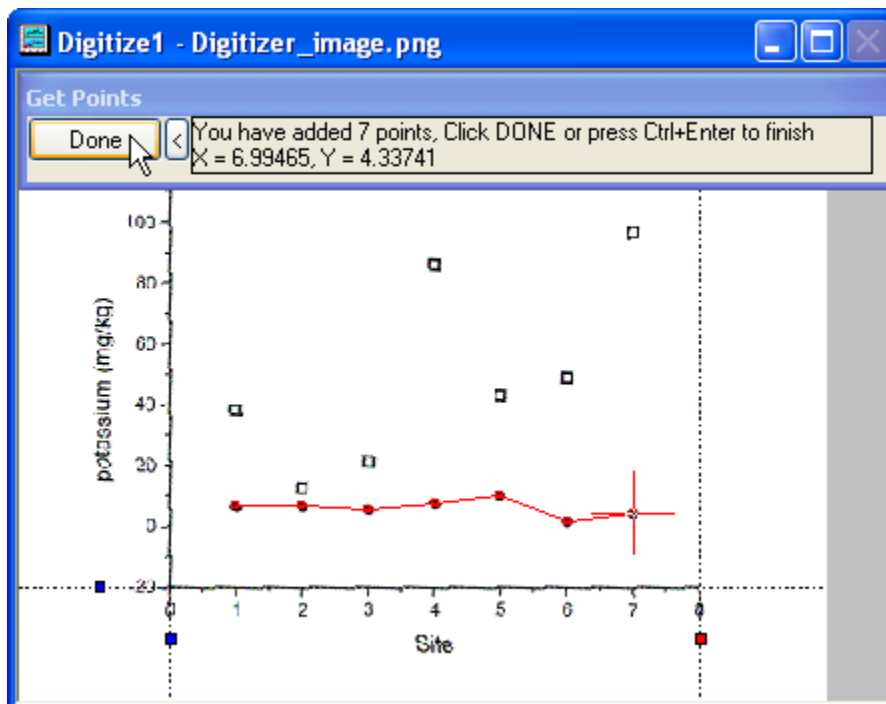 Digitize1 - Digitizer_image.png
Get Points
Done
<
You have added 7 points, Click DONE or press Ctrl+Enter to finish
X = 6.99465, Y = 4.33741
100
80
60
40
20
0
-20
potassium (mg/kg)
0 1 2 3 4 5 6 7 8
Site